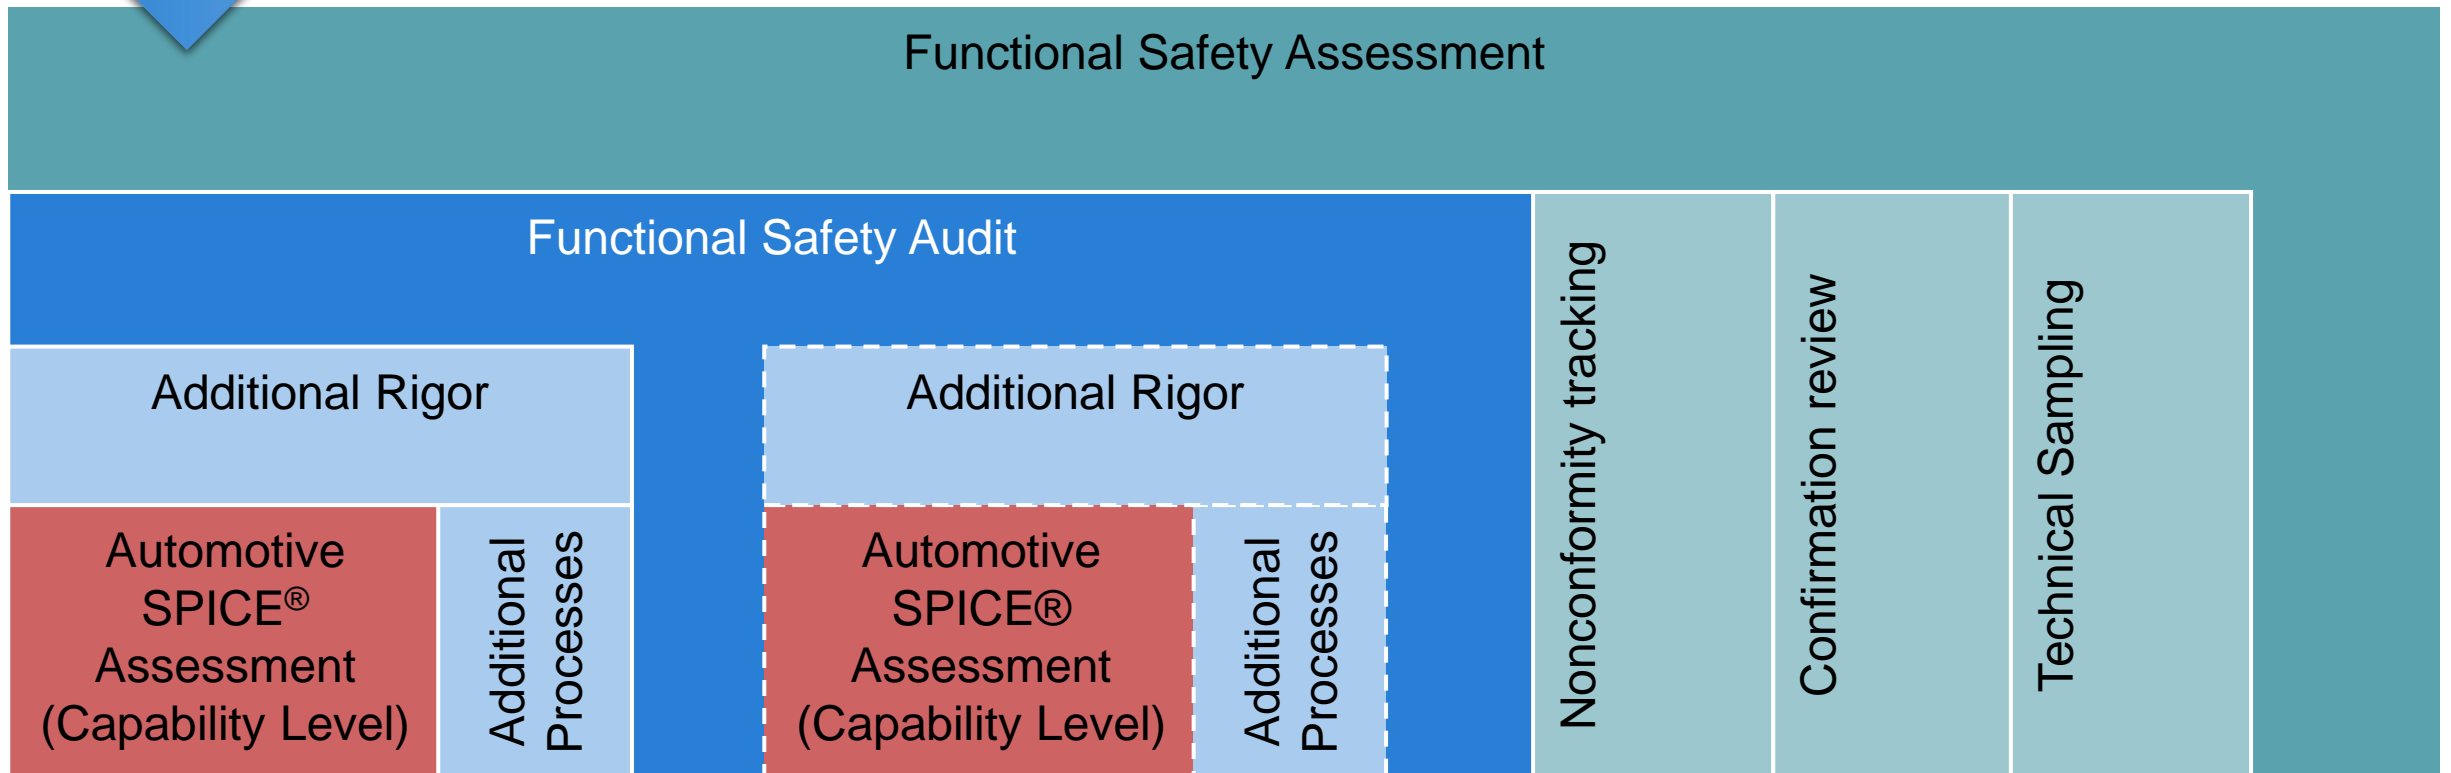 Functional Safety Assessment
Functional Safety Audit
Additional Rigor
Automotive
SPICE®
Assessment
(Capability Level)
Additional
Processes
Additional Rigor
Automotive
SPICE®
Assessment
(Capability Level)
Additional
Processes
Nonconformity tracking
Confirmation review
Technical Sampling